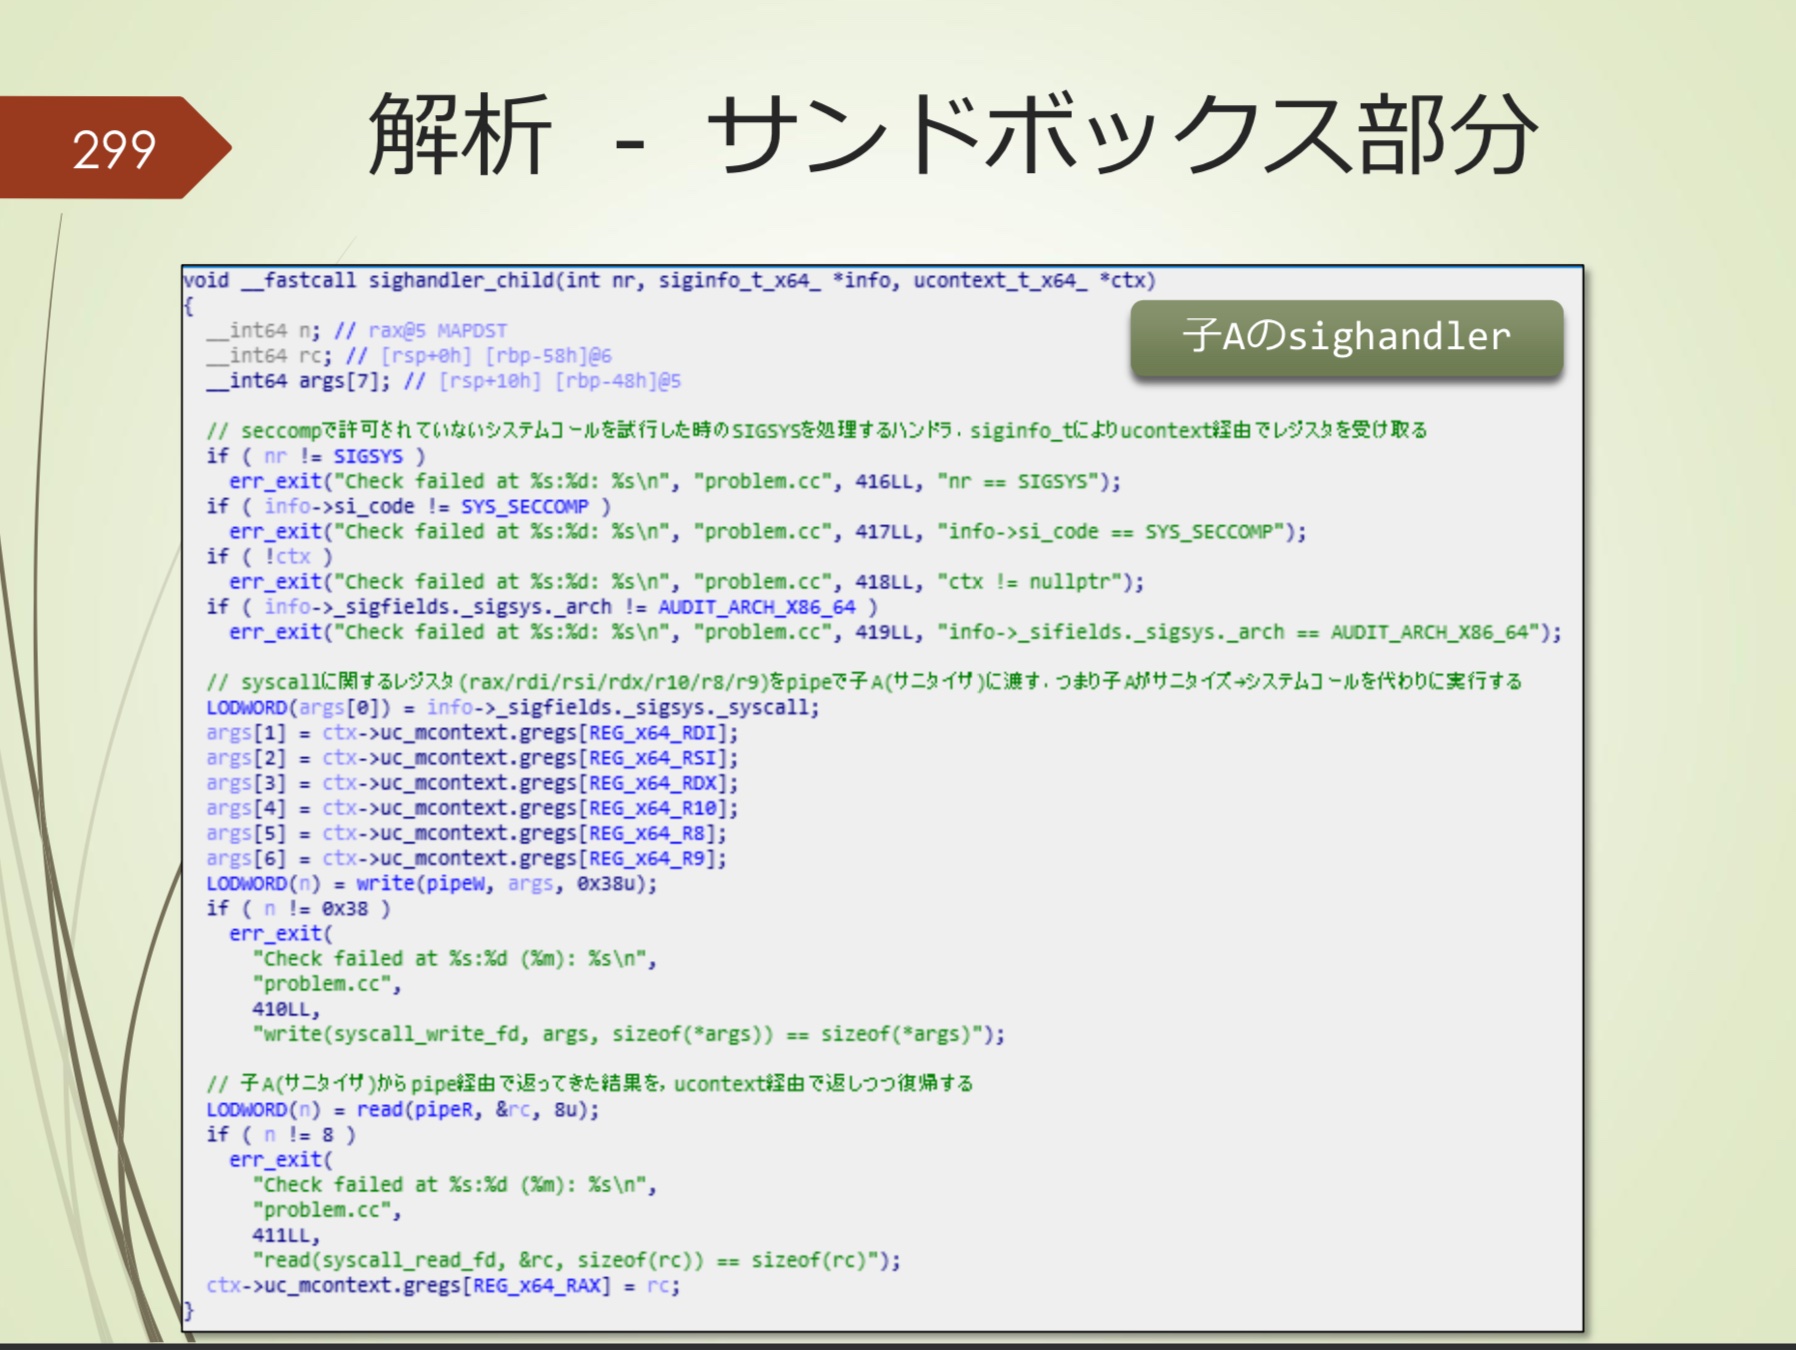 299
解析 - サンドボックス部分
子Aのsighandler
void __fastcall sighandler_child(int nr, siginfo_t_x64_ *info, ucontext_t_x64_ *ctx)
{
__int64 n; // rax@5 MAPDST
__int64 rc; // [rsp+0h] [rbp-58h]@6
__int64 args[7]; // [rsp+10h] [rbp-48h]@5
// seccompで許可されていないシステムコールを試行した時のSIGSYSを処理するハンドラ. siginfo_tによりucontext経由でレジスタを受け取る
if ( nr != SIGSYS )
err_exit("Check failed at %s:%d: %s\n", "problem.cc", 416LL, "nr == SIGSYS");
if ( info->si_code != SYS_SECCOMP )
err_exit("Check failed at %s:%d: %s\n", "problem.cc", 417LL, "info->si_code == SYS_SECCOMP");
if ( !ctx )
err_exit("Check failed at %s:%d: %s\n", "problem.cc", 418LL, "ctx != nullptr");
if ( info->_sigfields._sigsys._arch != AUDIT_ARCH_X86_64 )
err_exit("Check failed at %s:%d: %s\n", "problem.cc", 419LL, "info->_sifields._sigsys._arch == AUDIT_ARCH_X86_64");
// syscallに関するレジスタ(rax/rdi/rsi/rdx/r10/r8/r9)をpipeで子A(サニタイザ)に渡す. つまり子Aがサニタイズ→システムコールを代わりに実行する
LODWORD(args[0]) = info->_sigfields._sigsys._syscall;
args[1] = ctx->uc_mcontext.gregs[REG_x64_RDI];
args[2] = ctx->uc_mcontext.gregs[REG_x64_RSI];
args[3] = ctx->uc_mcontext.gregs[REG_x64_RDX];
args[4] = ctx->uc_mcontext.gregs[REG_x64_R10];
args[5] = ctx->uc_mcontext.gregs[REG_x64_R8];
args[6] = ctx->uc_mcontext.gregs[REG_x64_R9];
LODWORD(n) = write(pipeW, args, 0x38u);
if ( n != 0x38 )
err_exit(
"Check failed at %s:%d (%m): %s\n",
"problem.cc",
410LL,
"write(syscall_write_fd, args, sizeof(*args)) == sizeof(*args)");
// 子A(サニタイザ)からpipe経由で返ってきた結果を, ucontext経由で返しつつ復帰する
LODWORD(n) = read(pipeR, &rc, 8u);
if ( n != 8 )
err_exit(
"Check failed at %s:%d (%m): %s\n",
"problem.cc",
411LL,
"read(syscall_read_fd, &rc, sizeof(rc)) == sizeof(rc)");
ctx->uc_mcontext.gregs[REG_x64_RAX] = rc;
}